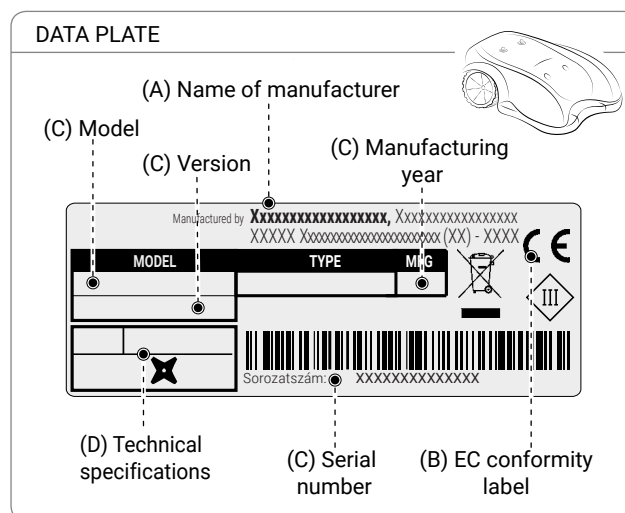 DATA PLATE
(A) Name of manufacturer
(C) Model
(C) Version
(C) Manufacturing
year
Manufactured by Xxxxxxxxxxxxxxxxxx, Xxxxxxxxxxxxxxxxxx
XXXXX Xxxxxxxxxxxxxxxxxxxxxxxx (XX) - XXXX
CE
MODEL TYPE MFG
III
Sorozatszám: XXXXXXXXXXXXXX
(D) Technical
specifications
(C) Serial
number
(B) EC conformity
label